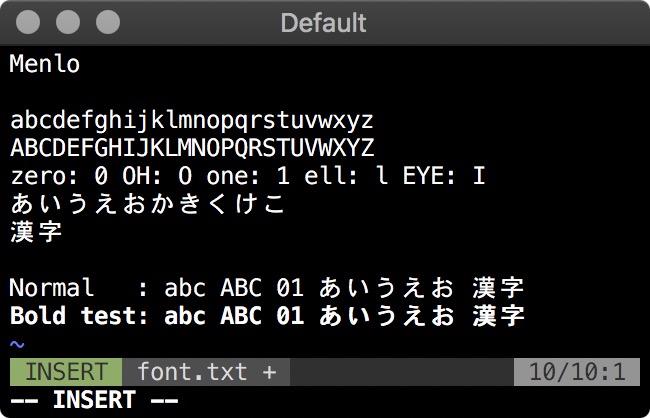 Default
Menlo
abcdefghijklmnopqrstuvwxyz
ABCDEFGHIJKLMNOPQRSTUVWXYZ
zero: 0 OH: O one: 1 ell: l EYE: I
あいうえおかきくけこ
漢字
Normal   : abc ABC 01 あいうえお 漢字
Bold test: abc ABC 01 あいうえお 漢字
~
INSERT font.txt + 10/10:1
-- INSERT --